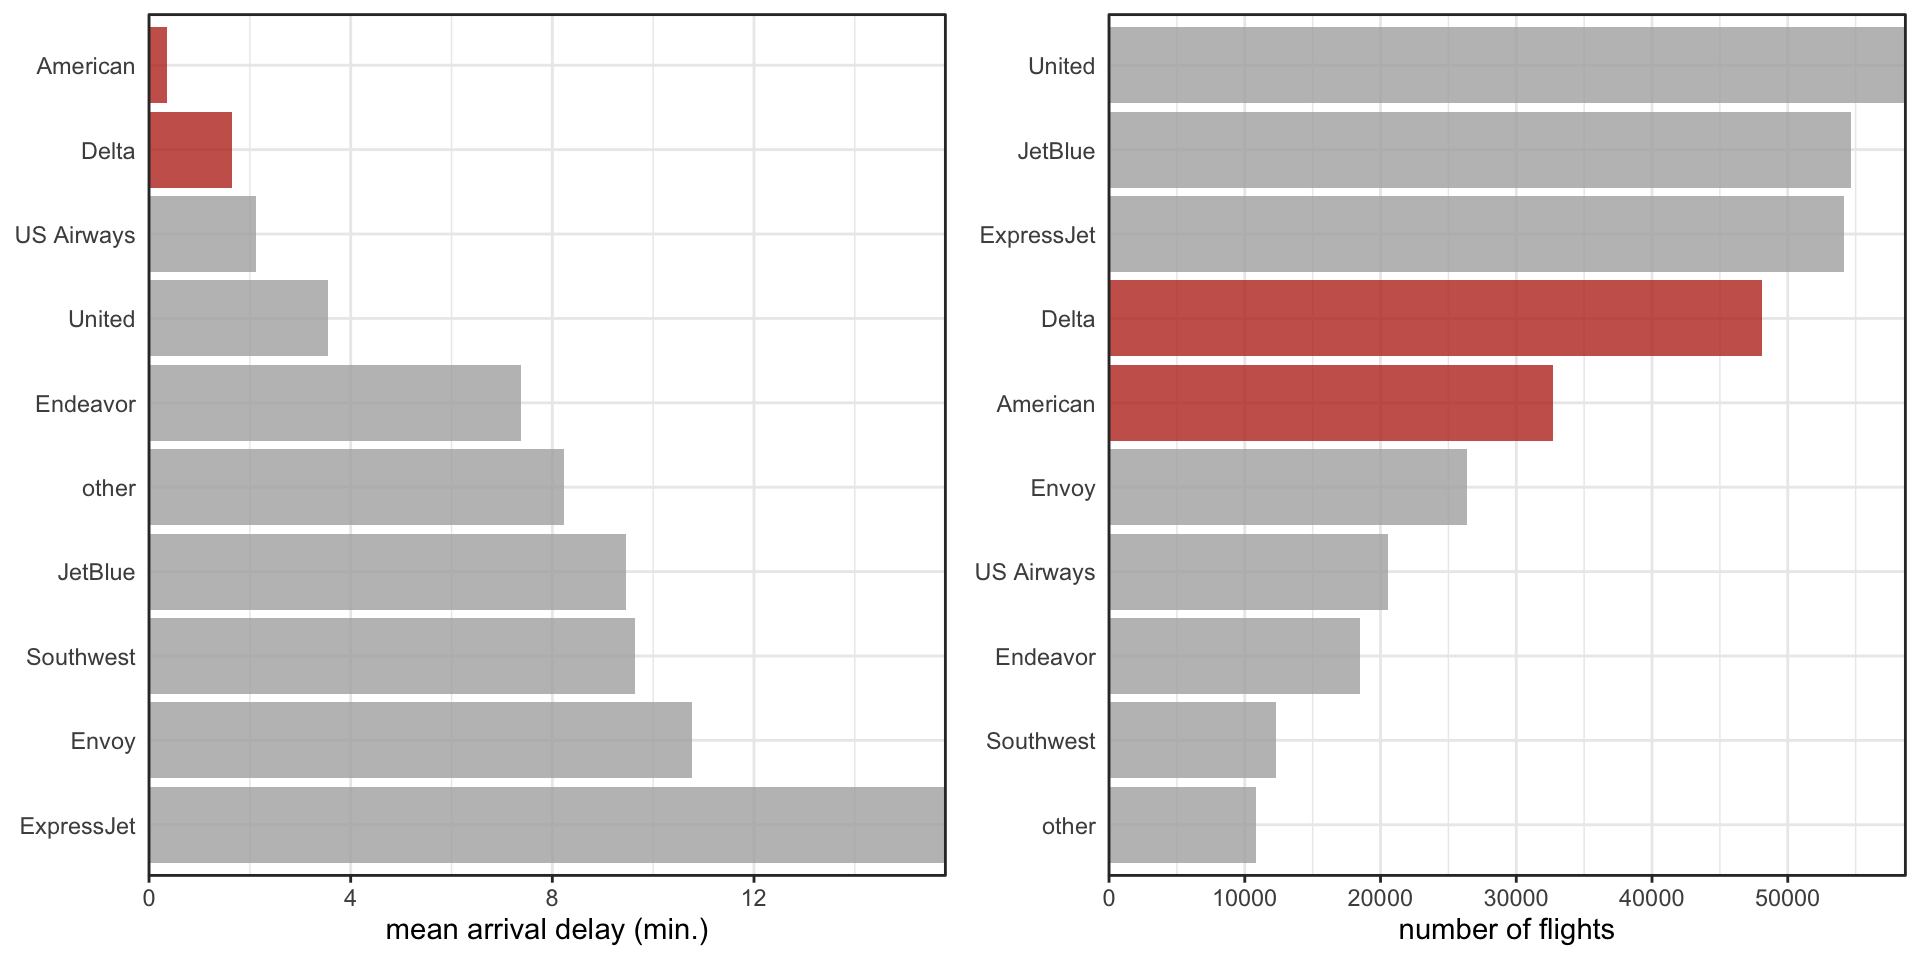 American
Delta
US Airways
United
Endeavor
other
JetBlue
Southwest
Envoy
ExpressJet
0 4 8 12
mean arrival delay (min.)
United
JetBlue
ExpressJet
Delta
American
Envoy
US Airways
Endeavor
Southwest
other
0 10000 20000 30000 40000 50000
number of flights